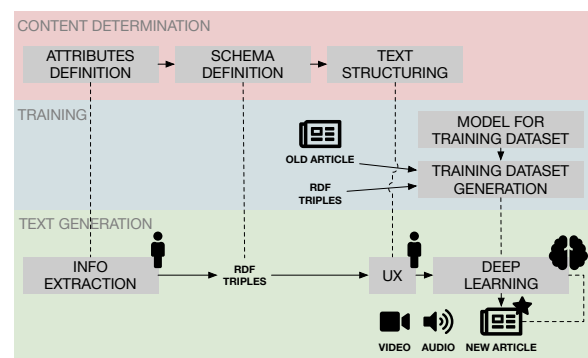 CONTENT DETERMINATION
ATTRIBUTES
DEFINITION
SCHEMA
DEFINITION
TEXT
STRUCTURING
TRAINING
MODEL FOR
TRAINING DATASET
OLD ARTICLE
TRAINING DATASET
GENERATION
RDF
TRIPLES
TEXT GENERATION
INFO
EXTRACTION
RDF
TRIPLES
UX
DEEP
LEARNING
VIDEO
AUDIO
NEW ARTICLE